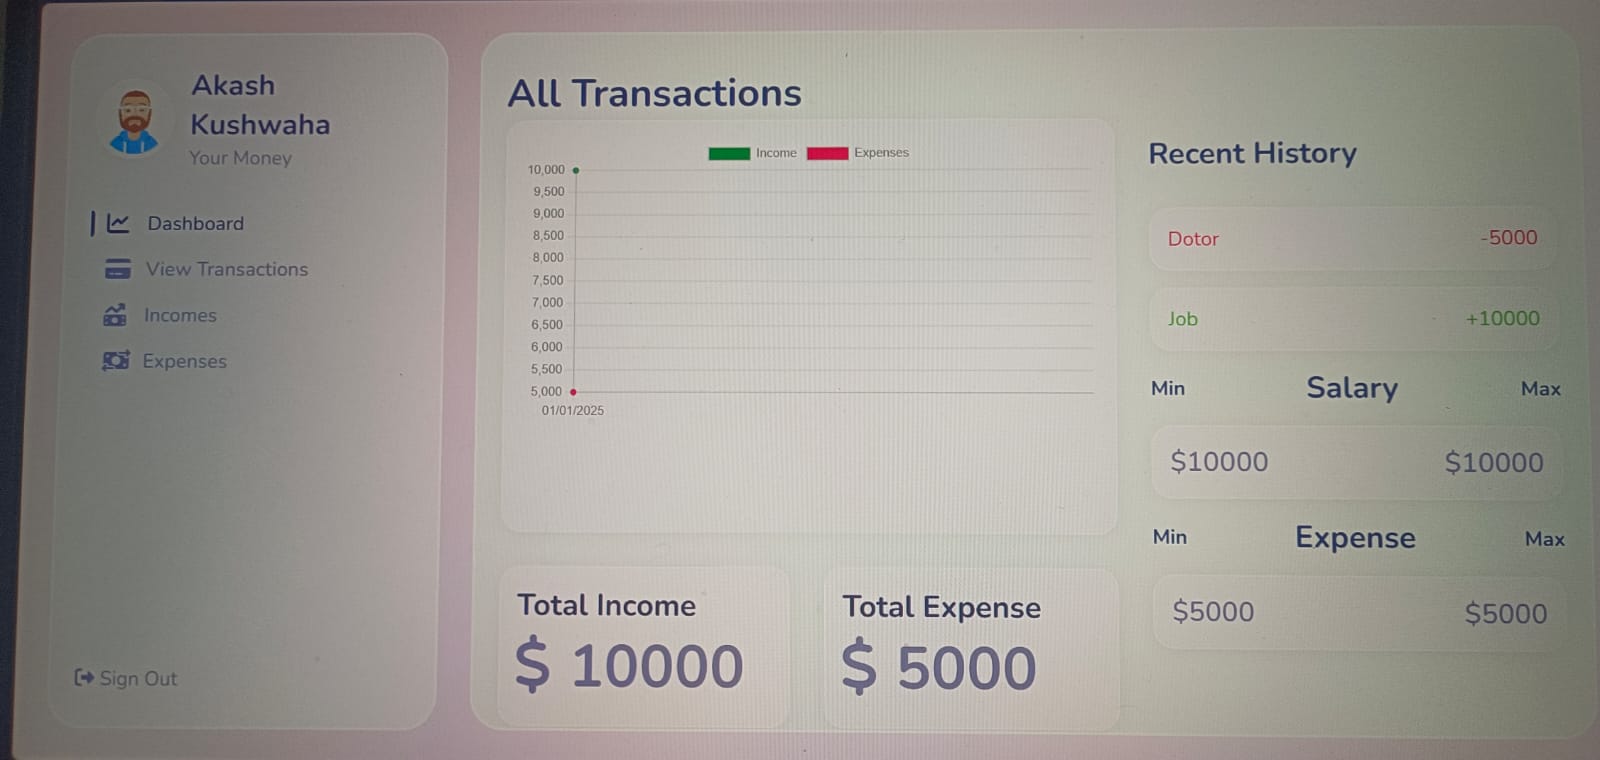 Akash
Kushwaha
Your Money
Dashboard
View Transactions
Incomes
Expenses
Sign Out
All Transactions
Income Expenses
10,000
9,500
9,000
8,500
8,000
7,500
7,000
6,500
6,000
5,500
5,000
01/01/2025
Total Income
$ 10000
Total Expense
$ 5000
Recent History
Dotor -5000
Job +10000
Min Salary Max
$10000 $10000
Min Expense Max
$5000 $5000